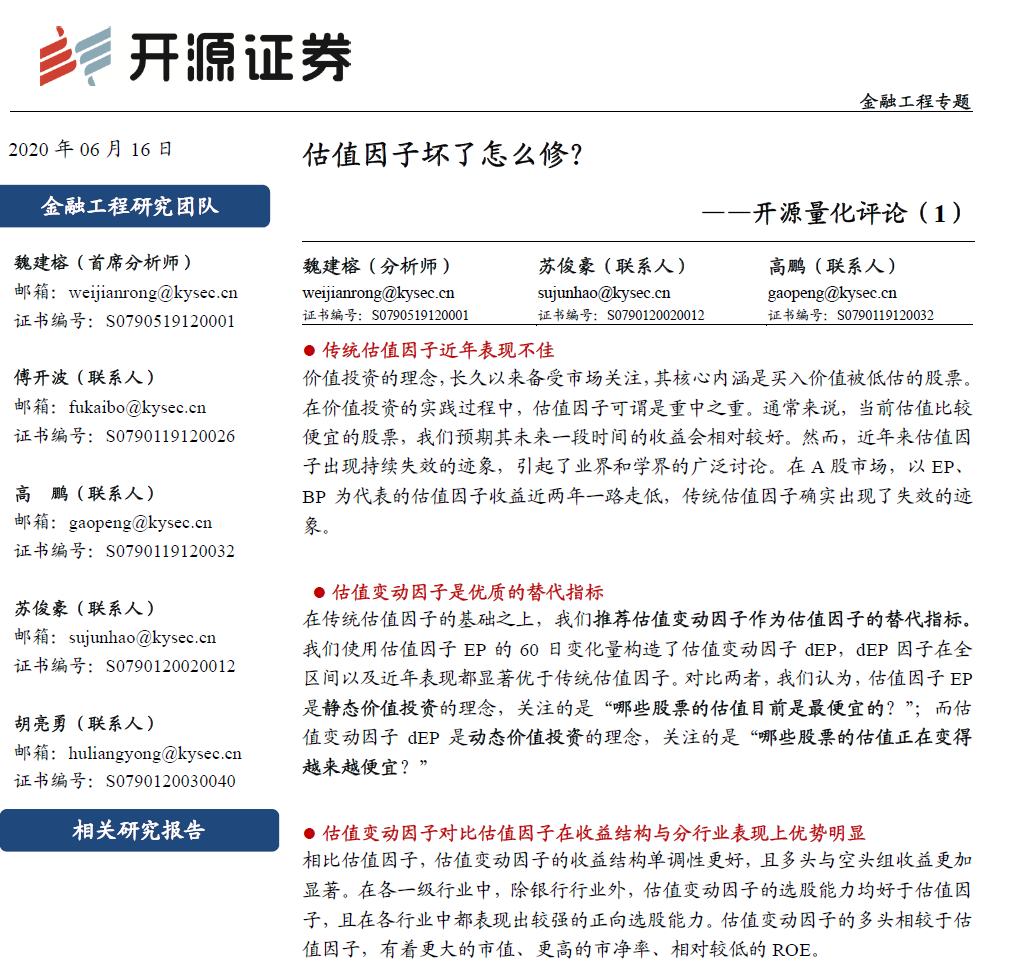 开源证券
金融工程专题
2020 年 06 月 16 日
金融工程研究团队
魏建榕（首席分析师）
邮箱：weijianrong@kysec.cn
证书编号：S0790519120001
傅开波（联系人）
邮箱：fukaibo@kysec.cn
证书编号：S0790119120026
高　鹏（联系人）
邮箱：gaopeng@kysec.cn
证书编号：S0790119120032
苏俊豪（联系人）
邮箱：sujunhao@kysec.cn
证书编号：S0790120020012
胡亮勇（联系人）
邮箱：huliangyong@kysec.cn
证书编号：S0790120030040
相关研究报告
估值因子坏了怎么修？
——开源量化评论（1）
魏建榕（分析师） 苏俊豪（联系人） 高鹏（联系人）
weijianrong@kysec.cn sujunhao@kysec.cn gaopeng@kysec.cn
证书编号：S0790519120001 证书编号：S0790120020012 证书编号：S0790119120032
● 传统估值因子近年表现不佳
价值投资的理念，长久以来备受市场关注，其核心内涵是买入价值被低估的股票。
在价值投资的实践过程中，估值因子可谓是重中之重。通常来说，当前估值比较
便宜的股票，我们预期其未来一段时间的收益会相对较好。然而，近年来估值因
子出现持续失效的迹象，引起了业界和学界的广泛讨论。在 A 股市场，以 EP、
BP 为代表的估值因子收益近两年一路走低，传统估值因子确实出现了失效的迹
象。
● 估值变动因子是优质的替代指标
在传统估值因子的基础之上，我们推荐估值变动因子作为估值因子的替代指标。
我们使用估值因子 EP 的 60 日变化量构造了估值变动因子 dEP，dEP 因子在全
区间以及近年表现都显著优于传统估值因子。对比两者，我们认为，估值因子 EP
是静态价值投资的理念，关注的是“哪些股票的估值目前是最便宜的？”；而估
值变动因子 dEP 是动态价值投资的理念，关注的是“哪些股票的估值正在变得
越来越便宜？”
● 估值变动因子对比估值因子在收益结构与分行业表现上优势明显
相比估值因子，估值变动因子的收益结构单调性更好，且多头与空头组收益更加
显著。在各一级行业中，除银行行业外，估值变动因子的选股能力均好于估值因
子，且在各行业中都表现出较强的正向选股能力。估值变动因子的多头相较于估
值因子，有着更大的市值、更高的市净率、相对较低的 ROE。